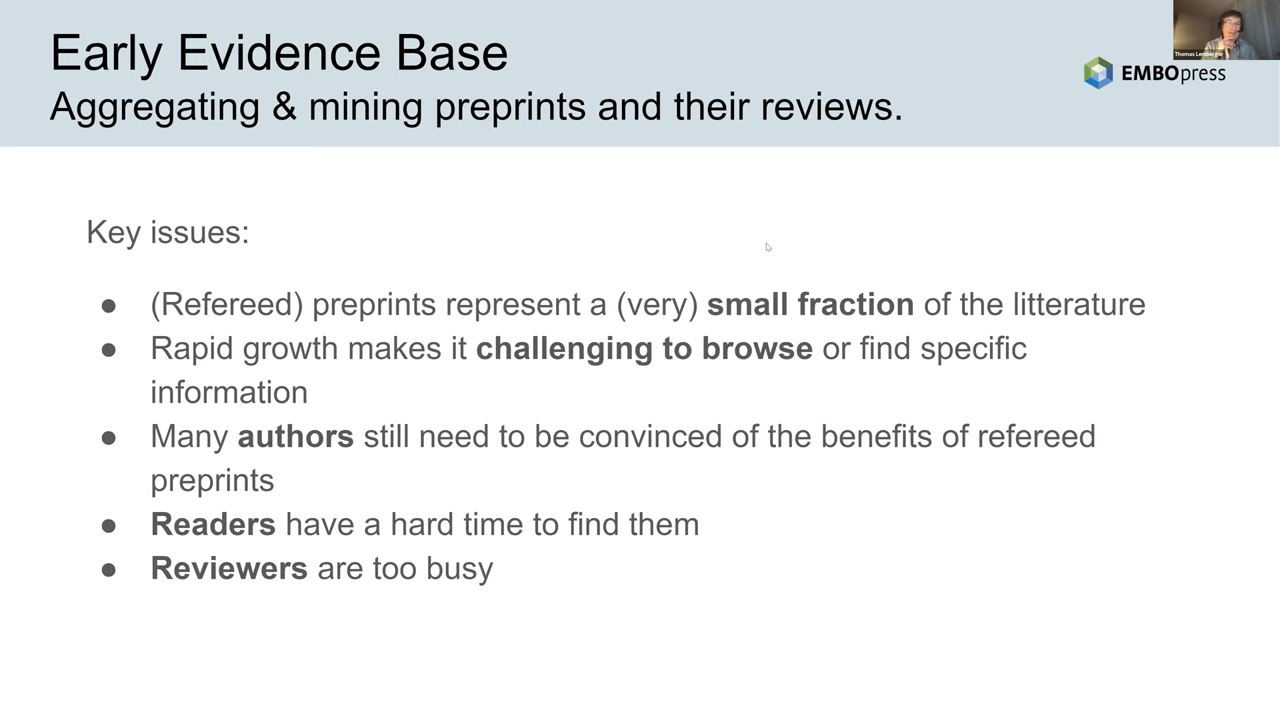 Early Evidence Base
Aggregating & mining preprints and their reviews.
EMBOpress
Thomas Lemberger
Key issues:
● (Refereed) preprints represent a (very) small fraction of the litterature
● Rapid growth makes it challenging to browse or find specific
information
● Many authors still need to be convinced of the benefits of refereed
preprints
● Readers have a hard time to find them
● Reviewers are too busy